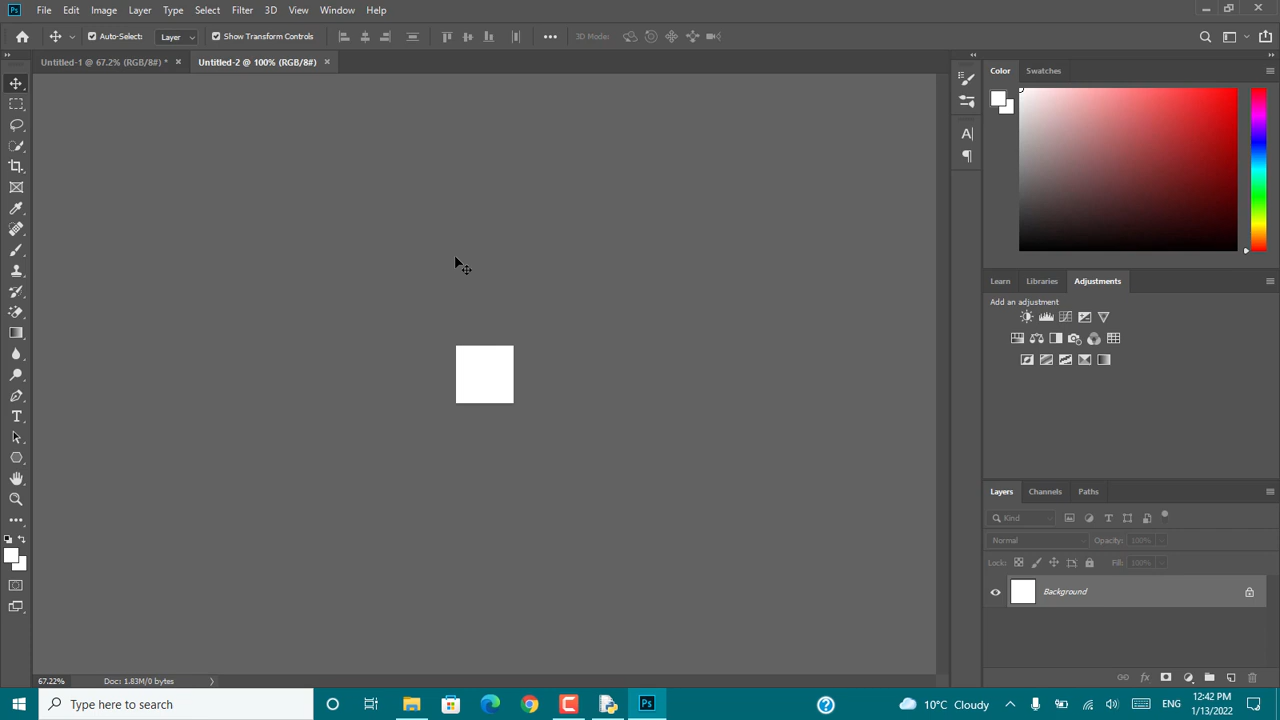 Ps File Edit Image Layer Type Select Filter 3D View Window Help
Auto-Select: Layer Show Transform Controls 3D Mode:
Untitled-1 @ 67.2% (RGB/8#) * × Untitled-2 @ 100% (RGB/8#) ×
Color Swatches
Learn Libraries Adjustments
Add an adjustment
T
A|
Layers Channels Paths
Kind T
Normal Opacity: 100%
Lock: Fill: 100%
Background
fx
67.22% Doc: 1.83M/0 bytes
Type here to search Ps ? 10°C Cloudy ENG 12:42 PM
1/13/2022